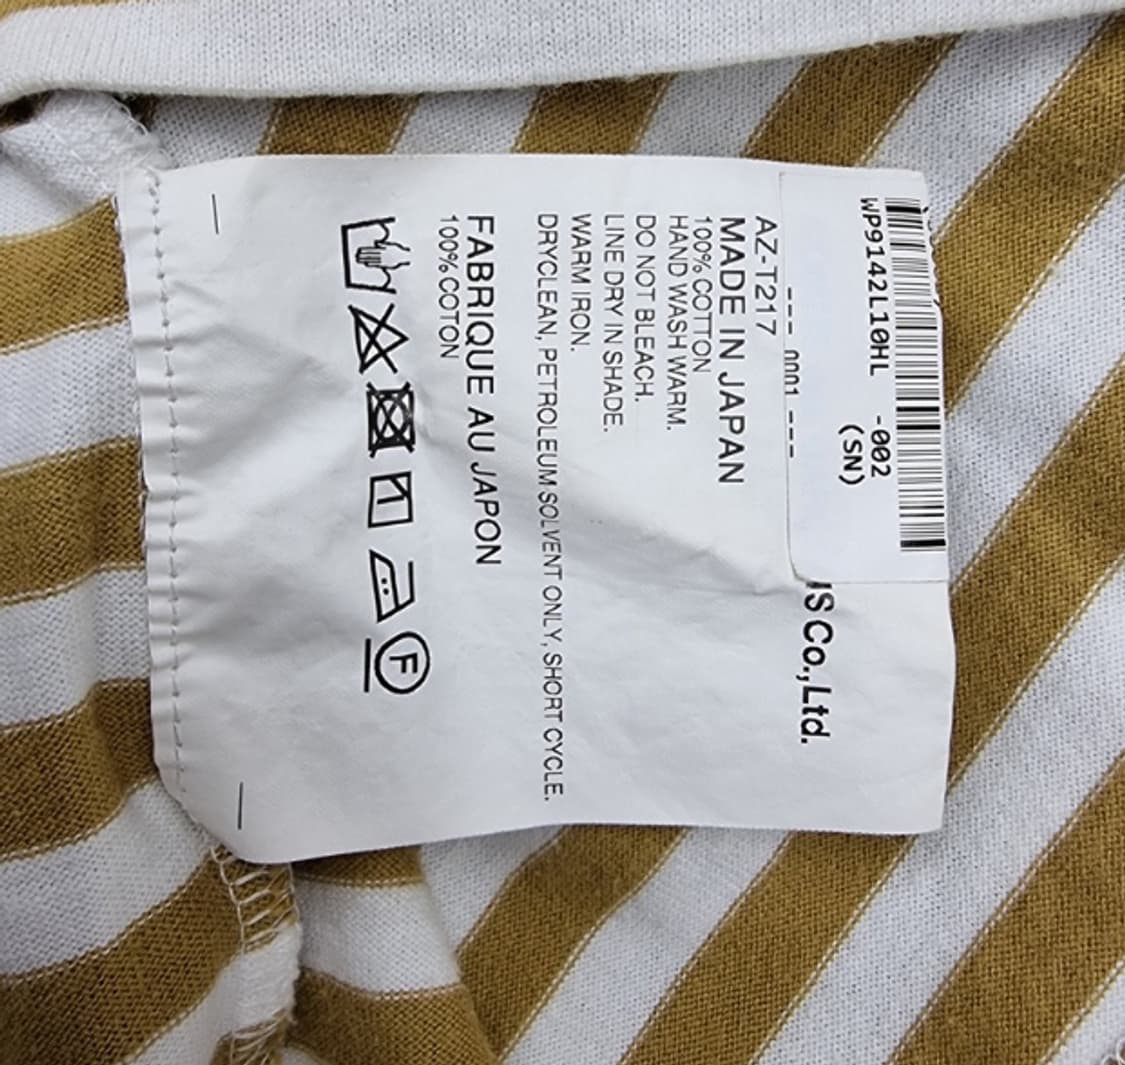 WP9142L10HL -002
(SN)
S Co.,Ltd.
--- 0001 ---
AZ-T217
MADE IN JAPAN
100% COTTON
HAND WASH WARM.
DO NOT BLEACH.
LINE DRY IN SHADE.
WARM IRON.
DRYCLEAN, PETROLEUM SOLVENT ONLY, SHORT CYCLE.
FABRIQUE AU JAPON
100% COTON
F